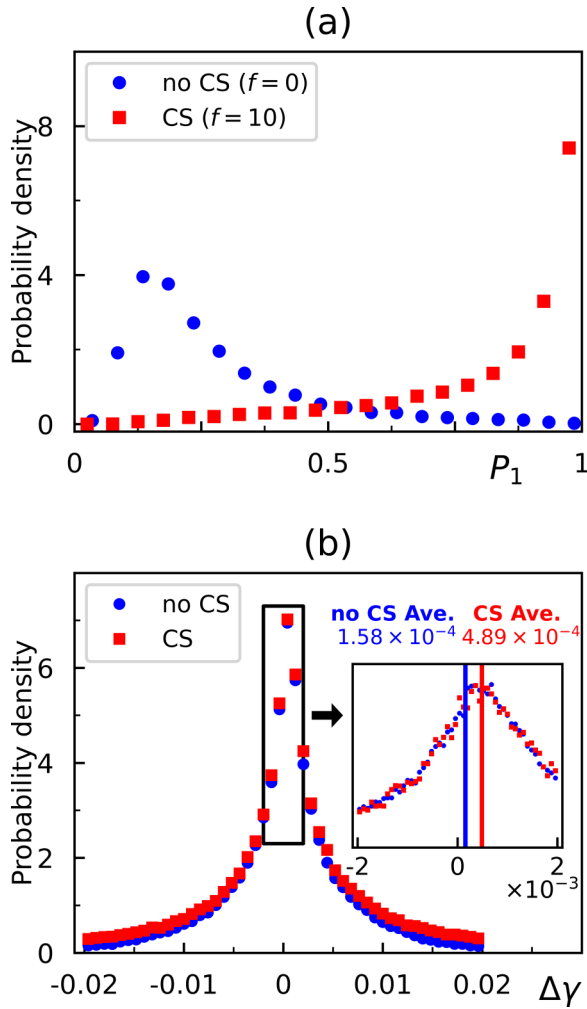 (a)
no CS (f = 0)
CS (f = 10)
Probability density
8
4
0
0
0.5
P₁
1
(b)
no CS
CS
Probability density
6
4
2
0
-0.02
-0.01
0
0.01
0.02
Δγ
no CS Ave.
1.58 × 10⁻⁴
CS Ave.
4.89 × 10⁻⁴
−2
0
2
×10⁻³